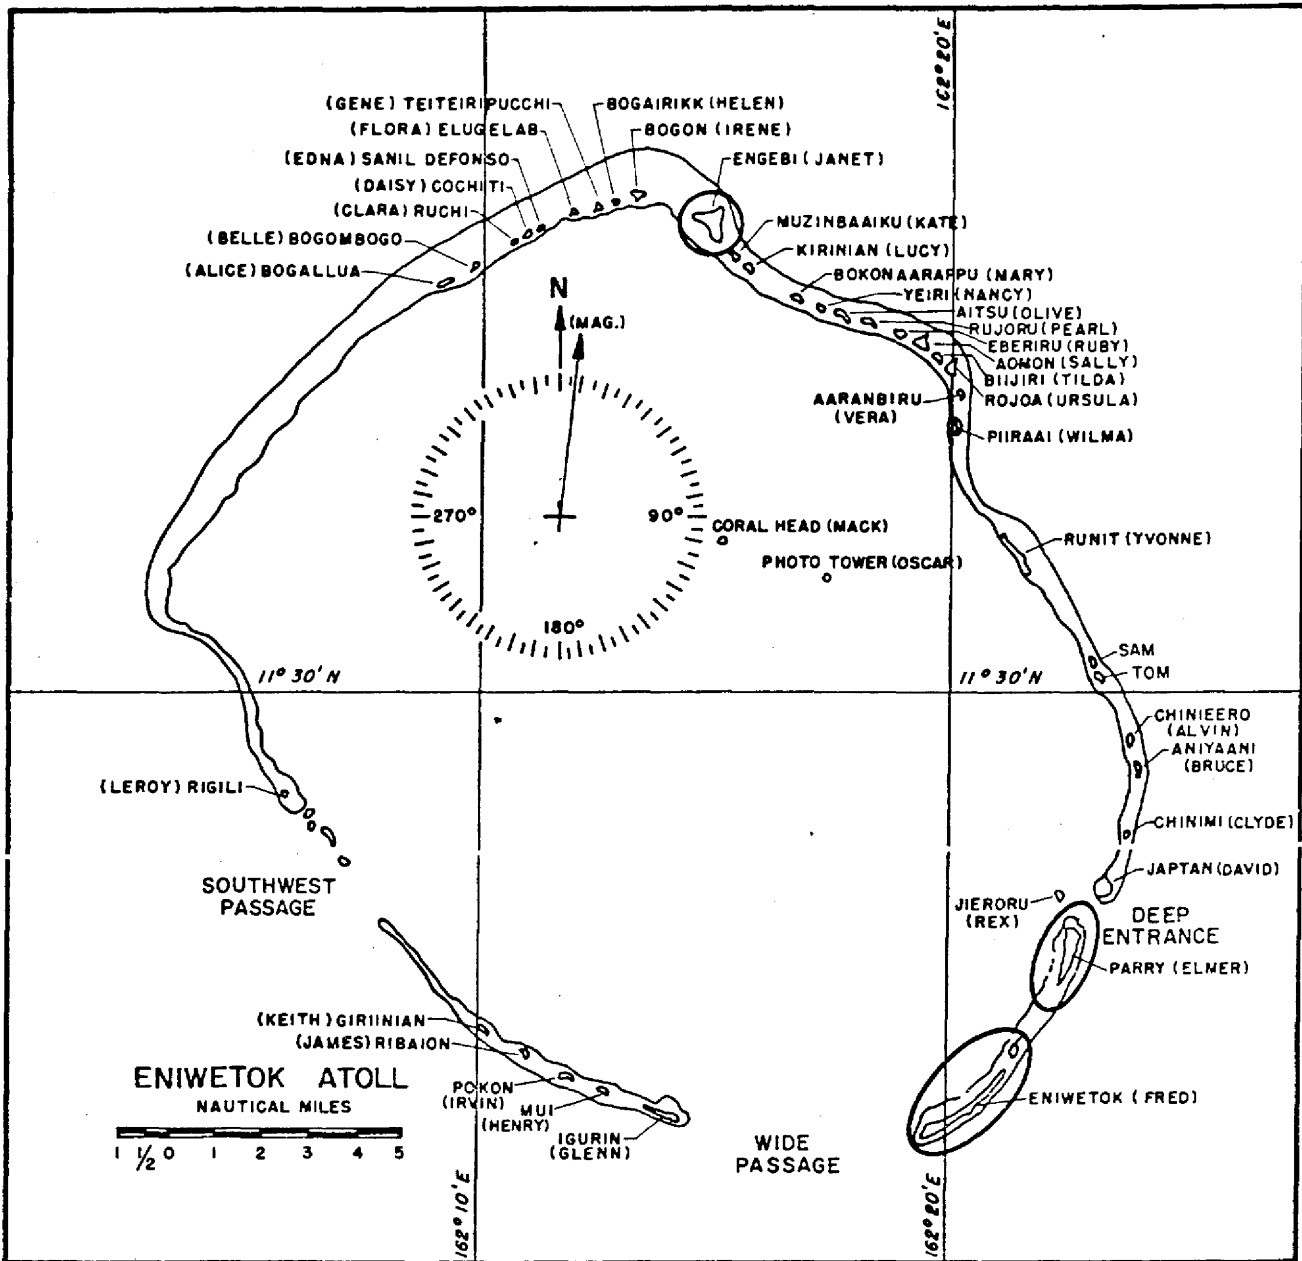 162° 20' E
(GENE) TEITEIRIPUCCHI
BOGAIRIKK (HELEN)
(FLORA) ELUGELAB
BOGON (IRENE)
(EDNA) SANIL DEFONSO
ENGEBI (JANET)
(DAISY) COCHITI
(CLARA) RUCHI
MUZINBAAIKU (KATE)
(BELLE) BOGOMBOGO
KIRINIAN (LUCY)
(ALICE) BOGALLUA
BOKONAARAPPU (MARY)
YEIRI (NANCY)
AITSU (OLIVE)
RUJORU (PEARL)
EBERIRU (RUBY)
AOMON (SALLY)
BIIJIRI (TILDA)
ROJOA (URSULA)
AARANBIRU
(VERA)
PIIRAAI (WILMA)
N
(MAG.)
270°
90°
180°
CORAL HEAD (MACK)
PHOTO TOWER (OSCAR)
RUNIT (YVONNE)
SAM
TOM
11° 30' N
11° 30' N
CHINIEERO
(ALVIN)
ANIYAANI
(BRUCE)
(LEROY) RIGILI
CHINIMI (CLYDE)
JAPTAN (DAVID)
SOUTHWEST
PASSAGE
JIERORU
(REX)
DEEP
ENTRANCE
PARRY (ELMER)
(KEITH) GIRIINIAN
(JAMES) RIBAION
POKON
(IRVIN)
MUI
(HENRY)
IGURIN
(GLENN)
ENIWETOK (FRED)
WIDE
PASSAGE
ENIWETOK ATOLL
NAUTICAL MILES
1 1/2 0 1 2 3 4 5
162° 10' E
162° 20' E